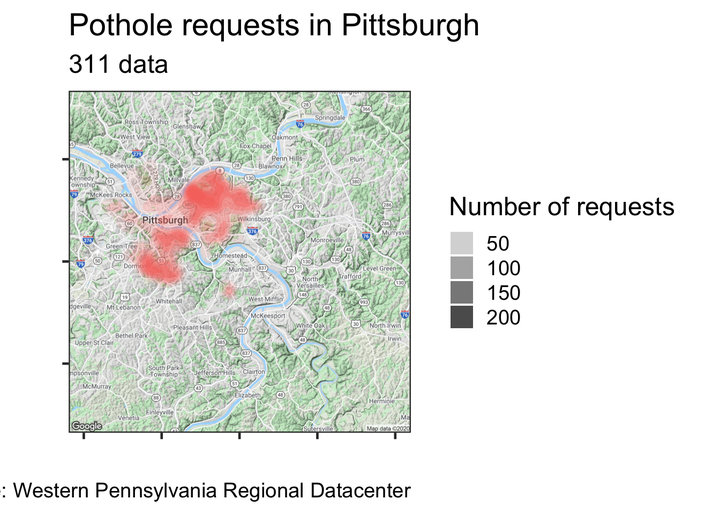 Pothole requests in Pittsburgh
311 data
Springdale
Ross Township
Glenshaw
West View
Oakmont
Fox Chapel
Bellevue
Penn Hills
Blawnox
Plum
Millvale
Kennedy
Township
McKees Rocks
Pittsburgh
Wilkinsburg
Murrysville
Monroeville
Green Tree
Homestead
Level Green
Munhall
North
Versailles
Trafford
Whitehall
West Mifflin
Mt Lebanon
McKeesport
White Oak
North Irwin
Pleasant Hills
Bethel Park
Irwin
Upper St Clair
South Park
Township
Jefferson Hills
Clairton
McMurray
Elizabeth
Finleyville
Venetia
Sutersville
Google
Map data ©2020
Number of requests
50
100
150
200
: Western Pennsylvania Regional Datacenter